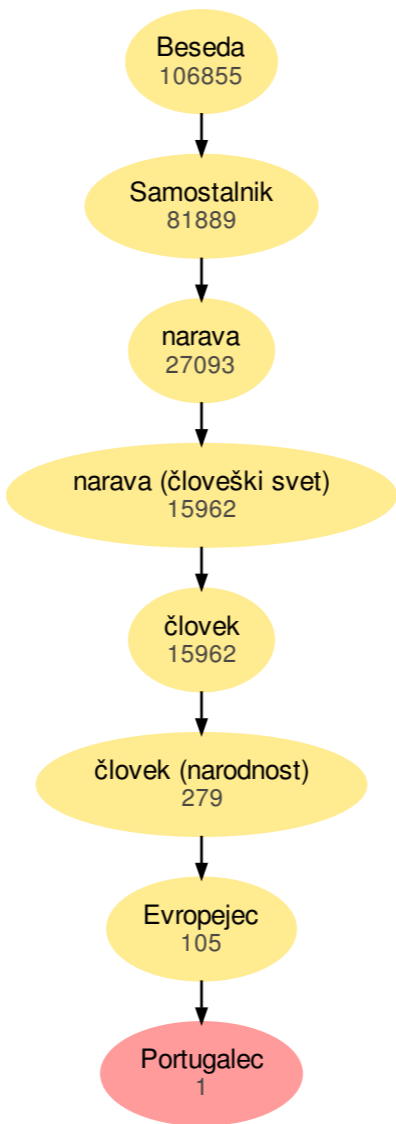 Beseda
106855
Samostalnik
81889
narava
27093
narava (človeški svet)
15962
človek
15962
človek (narodnost)
279
Evropejec
105
Portugalec
1